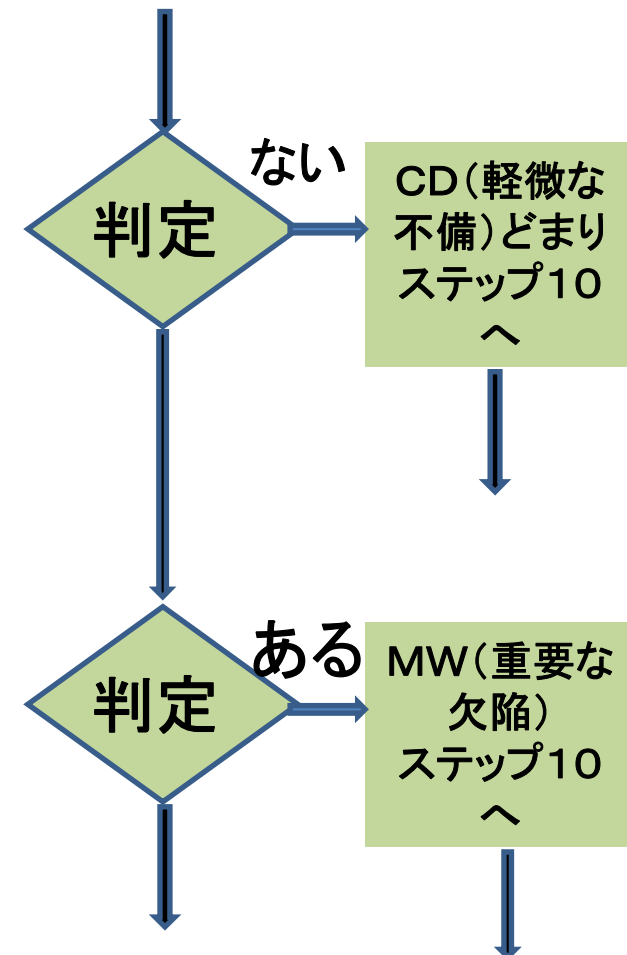 ない
判定
CD（軽微な
不備）どまり
ステップ１０
へ
ある
判定
MW（重要な
欠陥）
ステップ１０
へ